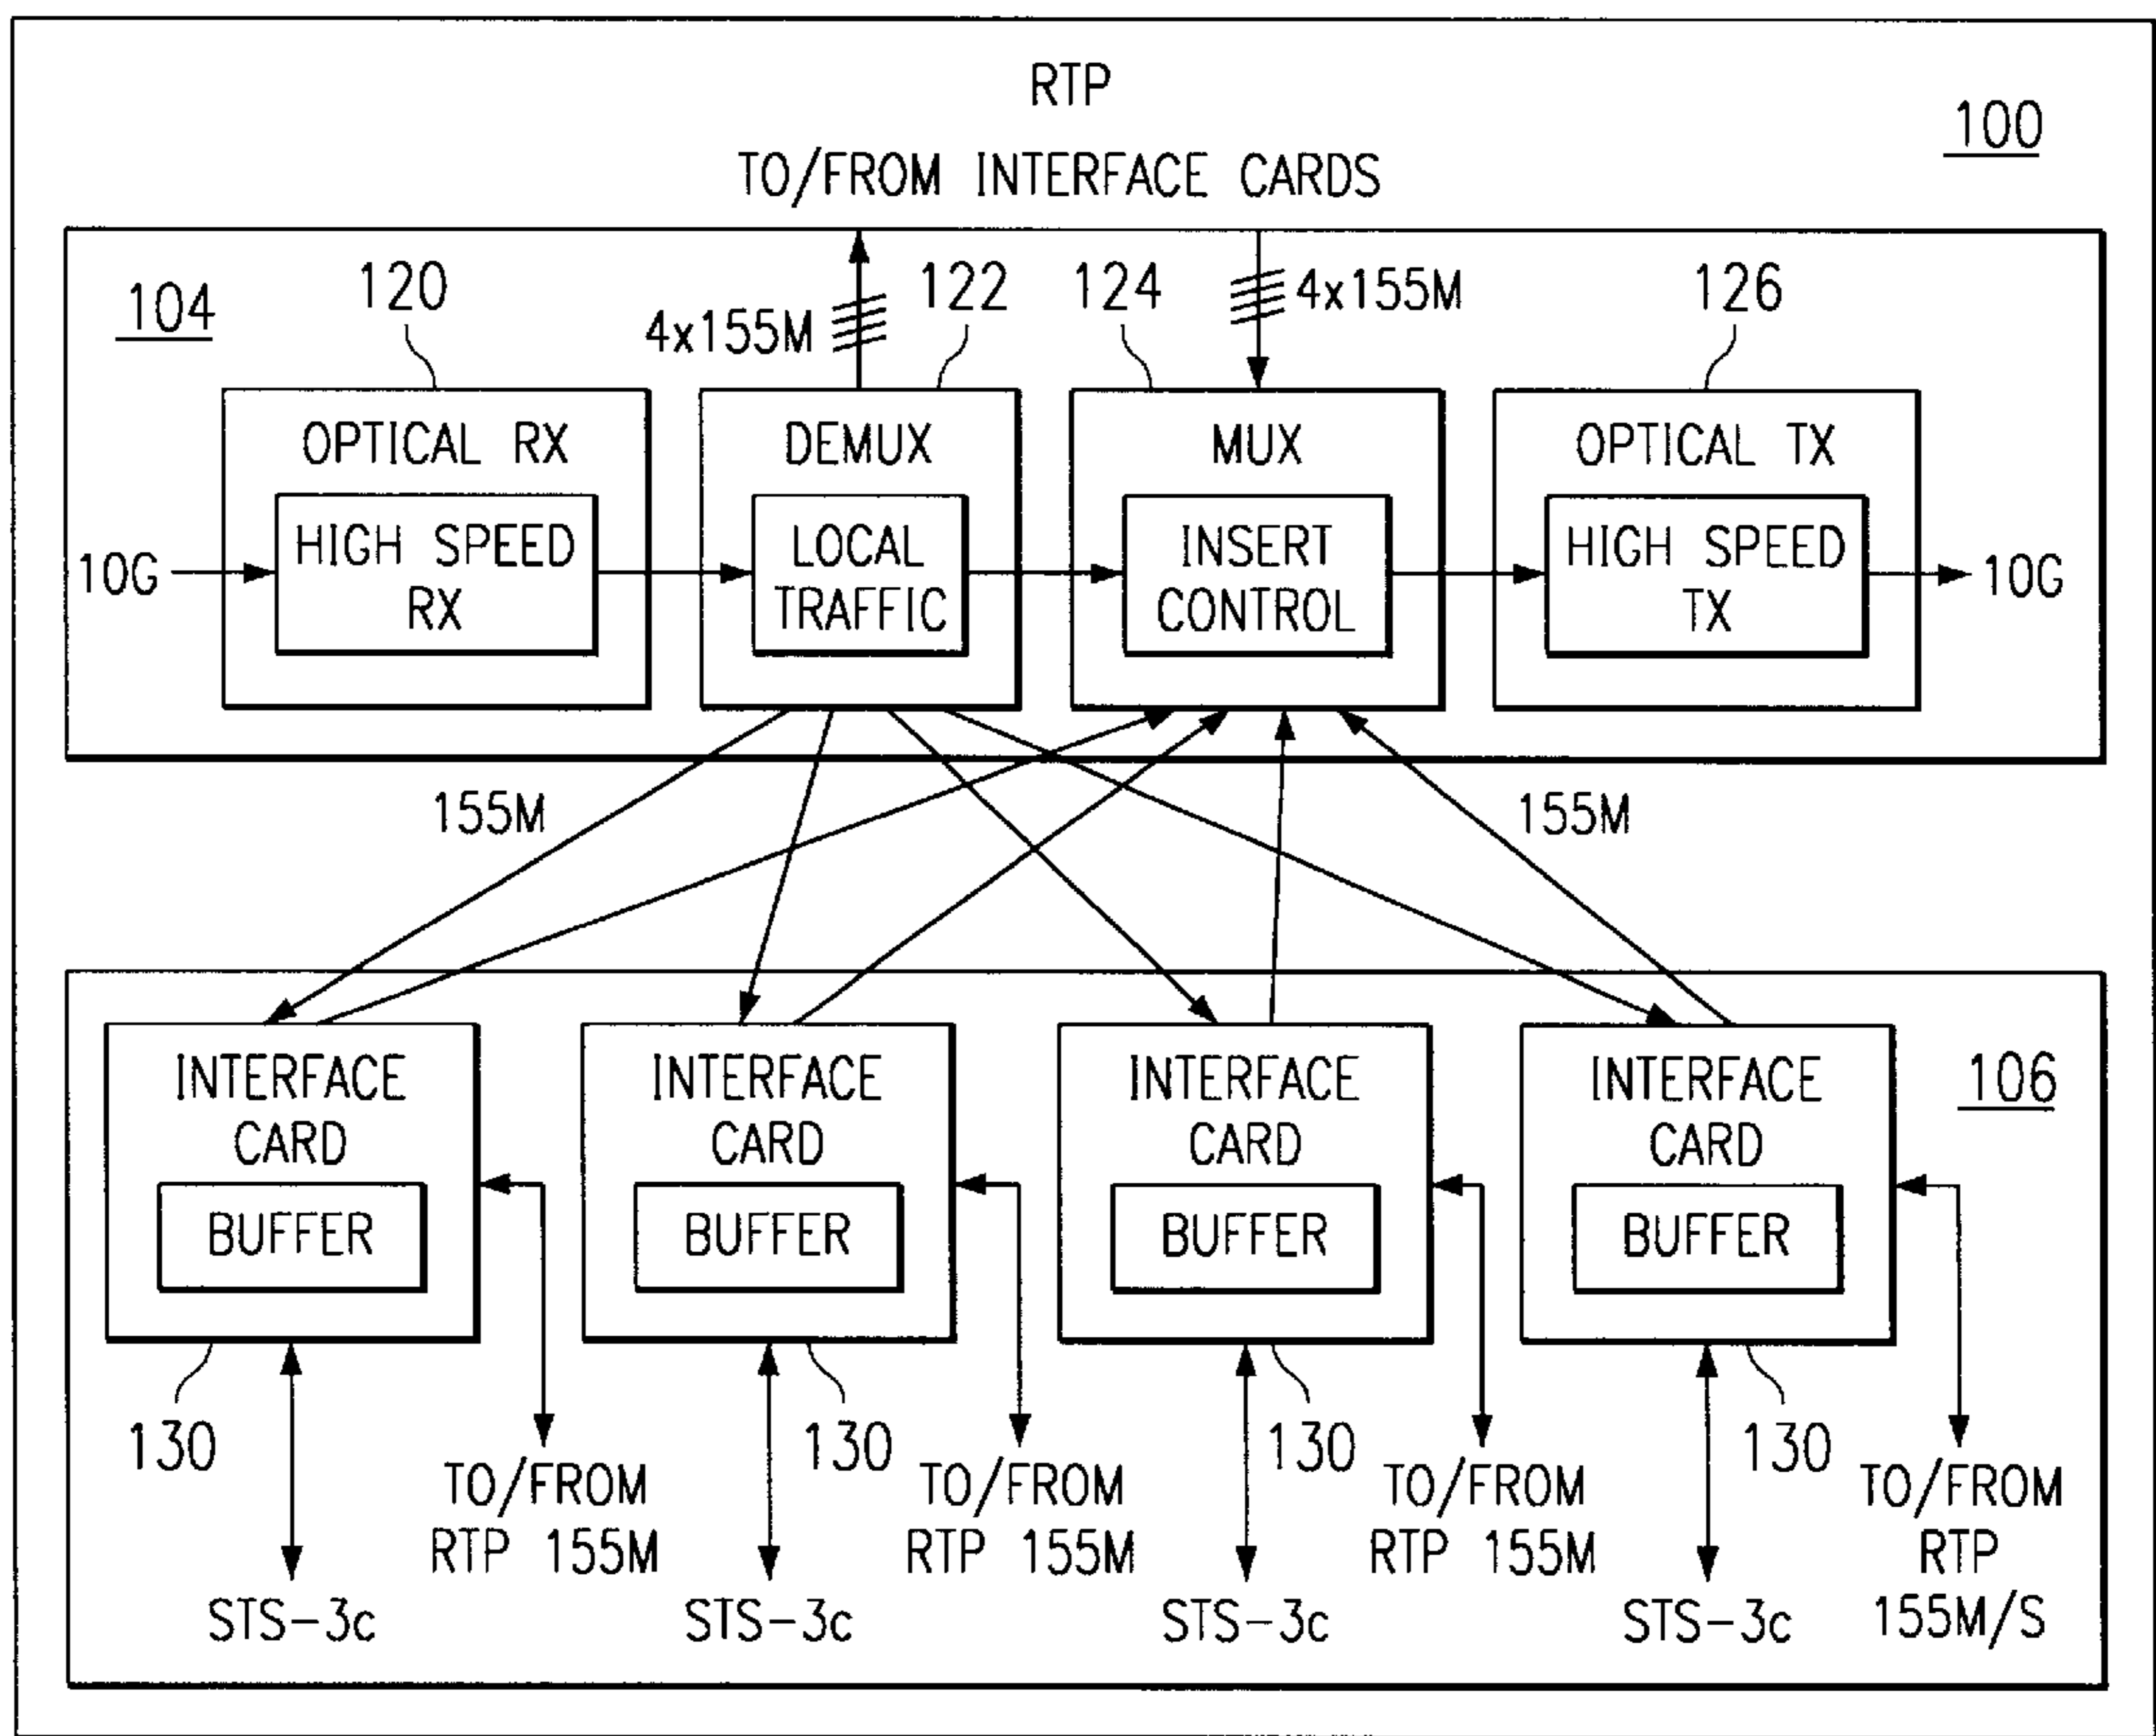 RTP
100
TO/FROM INTERFACE CARDS
104
120
4x155M
122
124
4x155M
126
OPTICAL RX
DEMUX
MUX
OPTICAL TX
10G
HIGH SPEED
RX
LOCAL
TRAFFIC
INSERT
CONTROL
HIGH SPEED
TX
10G
155M
155M
106
INTERFACE
CARD
BUFFER
INTERFACE
CARD
BUFFER
INTERFACE
CARD
BUFFER
INTERFACE
CARD
BUFFER
130
TO/FROM
RTP 155M
130
TO/FROM
RTP 155M
130
TO/FROM
RTP 155M
130
TO/FROM
RTP
155M/S
STS-3c
STS-3c
STS-3c
STS-3c